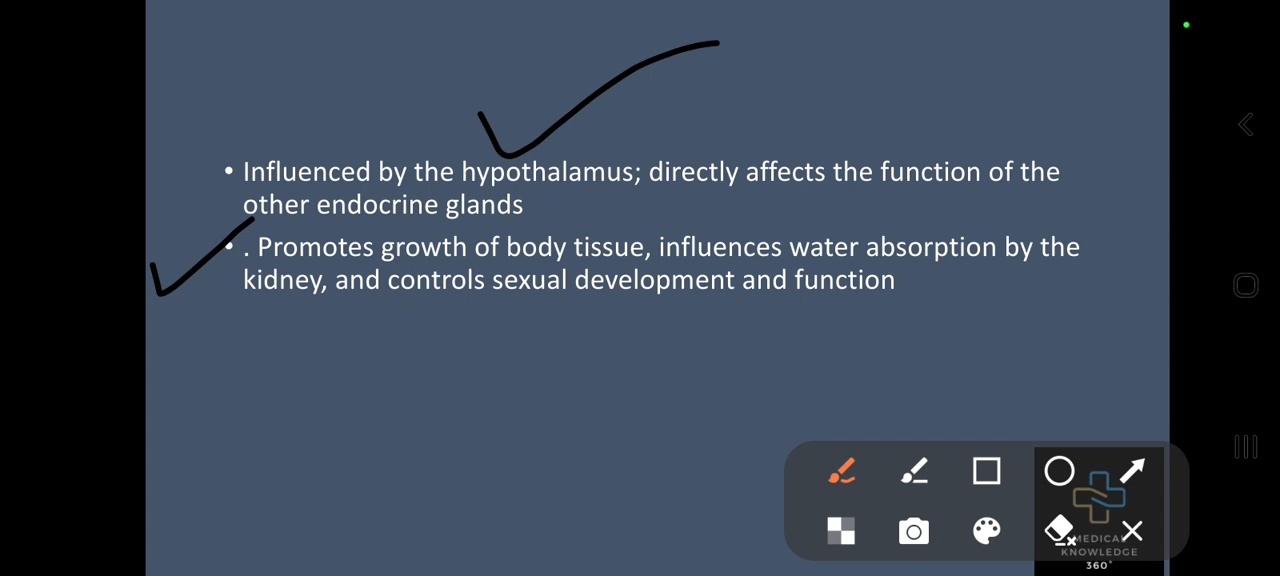 • Influenced by the hypothalamus; directly affects the function of the
other endocrine glands
• . Promotes growth of body tissue, influences water absorption by the
kidney, and controls sexual development and function
MEDICAL
KNOWLEDGE
360°